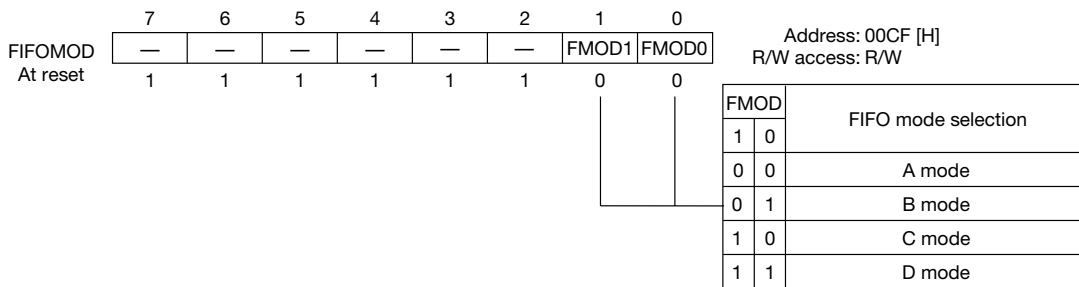 7 6 5 4 3 2 1 0
FIFOMOD — — — — — — FMOD1 FMOD0
At reset 1 1 1 1 1 1 0 0
Address: 00CF [H]
R/W access: R/W
FMOD FIFO mode selection
1 0
0 0 A mode
0 1 B mode
1 0 C mode
1 1 D mode